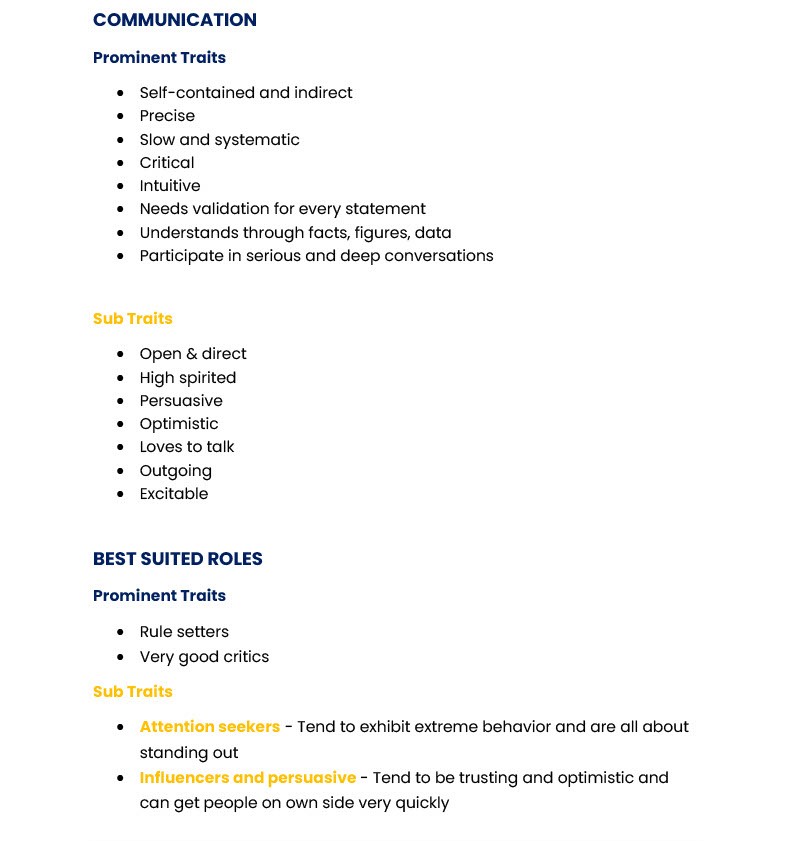 COMMUNICATION
Prominent Traits
• Self-contained and indirect
• Precise
• Slow and systematic
• Critical
• Intuitive
• Needs validation for every statement
• Understands through facts, figures, data
• Participate in serious and deep conversations
Sub Traits
• Open & direct
• High spirited
• Persuasive
• Optimistic
• Loves to talk
• Outgoing
• Excitable
BEST SUITED ROLES
Prominent Traits
• Rule setters
• Very good critics
Sub Traits
• Attention seekers - Tend to exhibit extreme behavior and are all about
standing out
• Influencers and persuasive - Tend to be trusting and optimistic and
can get people on own side very quickly